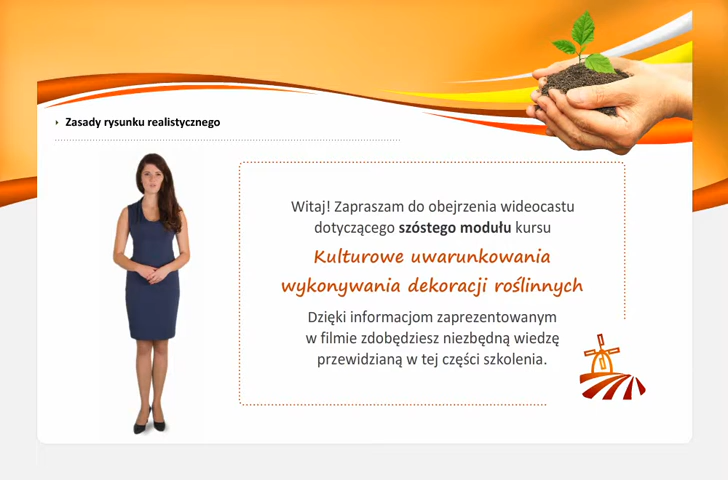 Zasady rysunku realistycznego
Witaj! Zapraszam do obejrzenia wideocastu
dotyczącego szóstego modułu kursu
Kulturowe uwarunkowania
wykonywania dekoracji roślinnych
Dzięki informacjom zaprezentowanym
w filmie zdobędziesz niezbędną wiedzę
przewidzianą w tej części szkolenia.